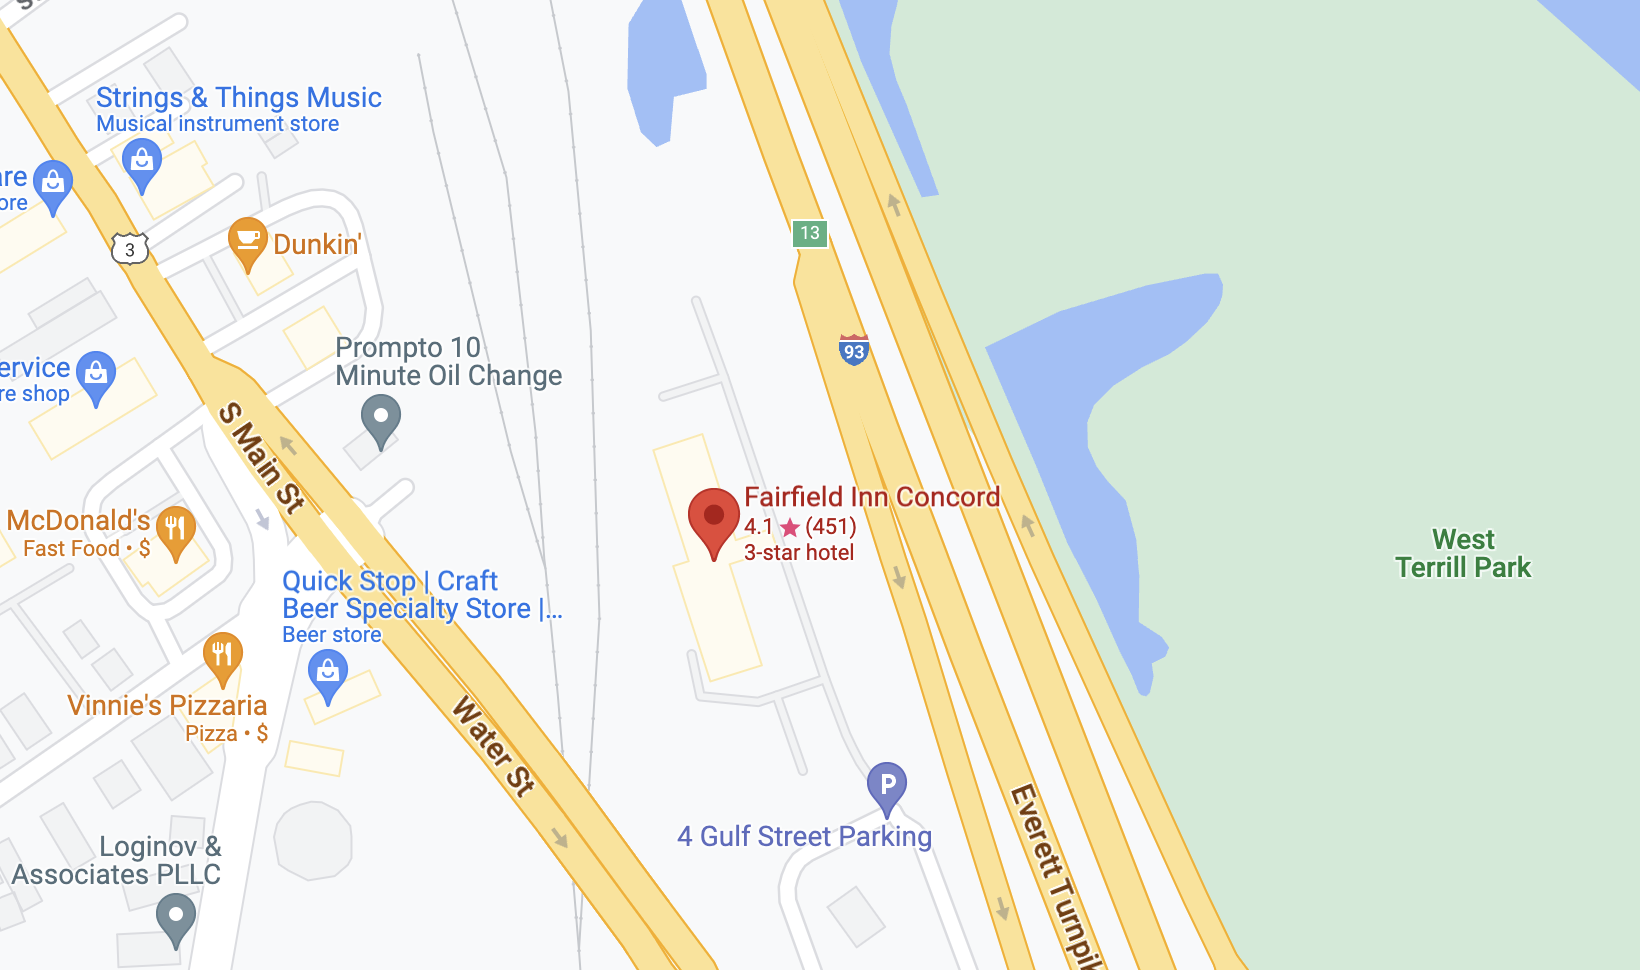 Strings & Things Music
Musical instrument store
are
ore
3
Dunkin'
13
93
Prompto 10
Minute Oil Change
ervice
re shop
S Main St
McDonald's
Fast Food • $
Fairfield Inn Concord
4.1 ★ (451)
3-star hotel
West
Terrill Park
Quick Stop | Craft
Beer Specialty Store |...
Beer store
Vinnie's Pizzaria
Pizza • $
Water St
P
4 Gulf Street Parking
Everett Turnpik
Loginov &
Associates PLLC